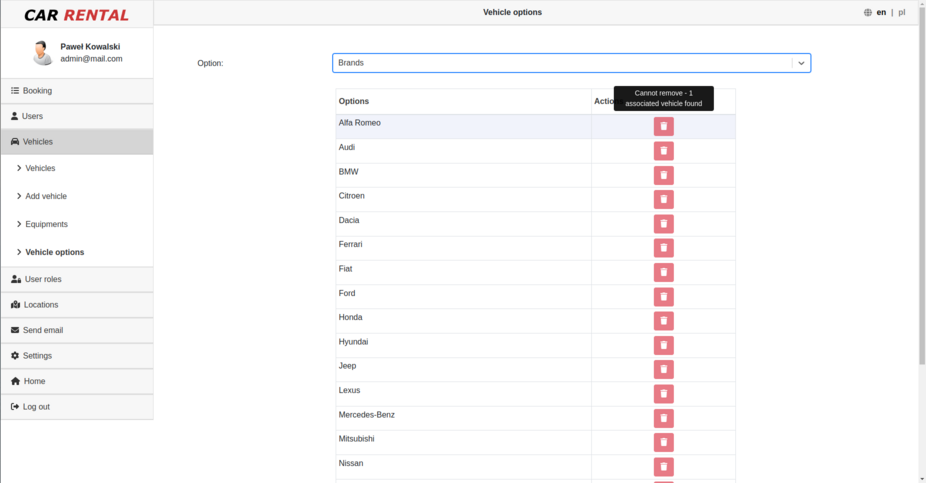 CAR RENTAL
Vehicle options
en | pl
Paweł Kowalski
admin@mail.com
Booking
Users
Vehicles
Vehicles
Add vehicle
Equipments
Vehicle options
User roles
Locations
Send email
Settings
Home
Log out
Option:
Brands
Cannot remove - 1
associated vehicle found
Options
Alfa Romeo
Audi
BMW
Citroen
Dacia
Ferrari
Fiat
Ford
Honda
Hyundai
Jeep
Lexus
Mercedes-Benz
Mitsubishi
Nissan